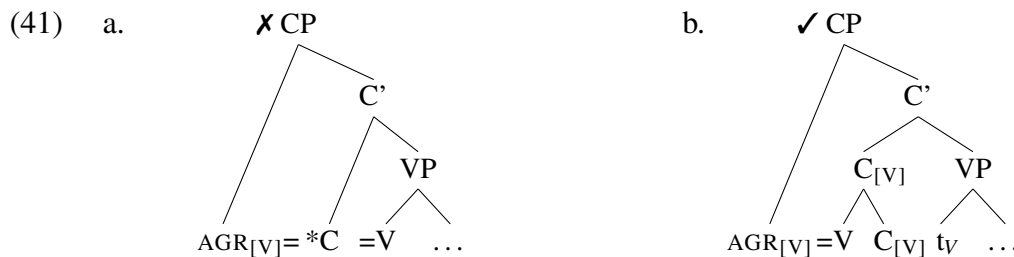 (41) a. ✗ CP b. ✓ CP
C’ C’
VP C[V] VP
AGR[V]= *C =V … AGR[V]=V C[V] tV …